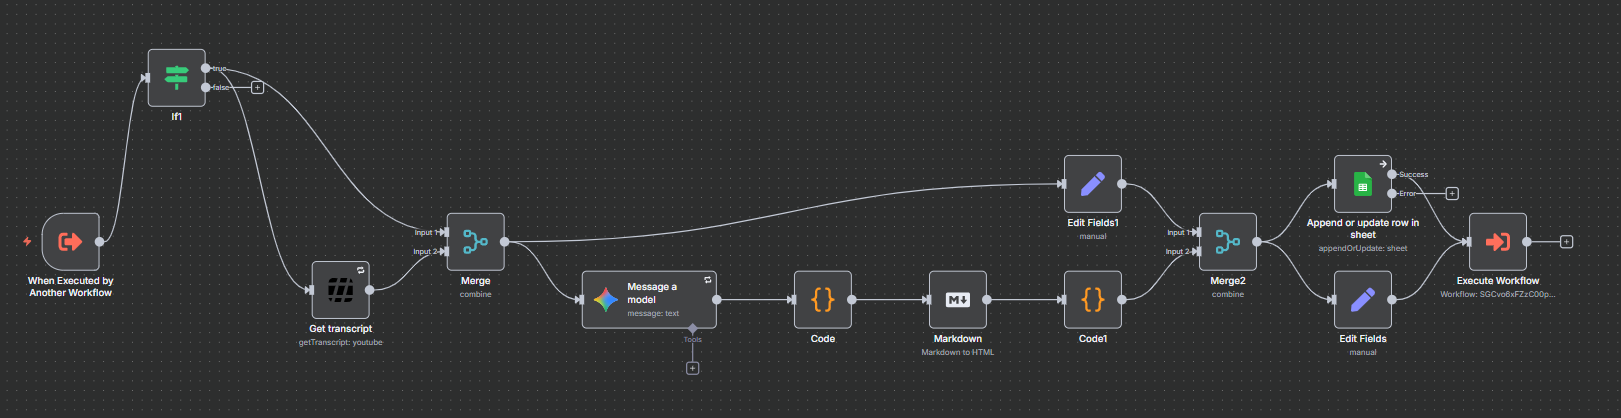 true
false
If1
When Executed by
Another Workflow
Get transcript
getTranscript: youtube
Input 1
Input 2
Merge
combine
Message a
model
message: text
Tools
Code
Markdown
Markdown to HTML
Edit Fields1
manual
Code1
Input 1
Input 2
Merge2
combine
Success
Error
Append or update row in
sheet
appendOrUpdate: sheet
Edit Fields
manual
Execute Workflow
Workflow: SGCvo6xFZzC00p...